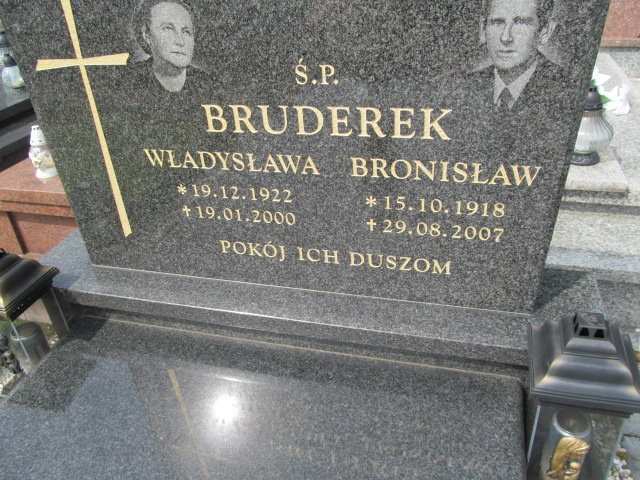 Ś.P.
BRUDEREK
WŁADYSŁAWA BRONISŁAW
*19.12.1922 *15.10.1918
✝19.01.2000 ✝29.08.2007
POKÓJ ICH DUSZOM